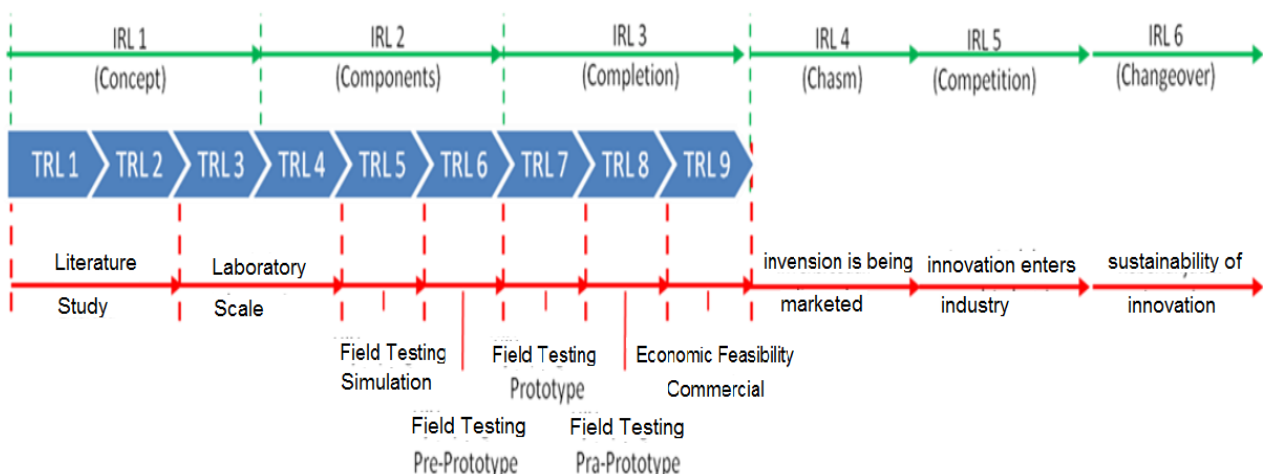 IRL 1
(Concept)
IRL 2
(Components)
IRL 3
(Completion)
IRL 4
(Chasm)
IRL 5
(Competition)
IRL 6
(Changeover)
TRL 1
TRL 2
TRL 3
TRL 4
TRL 5
TRL 6
TRL 7
TRL 8
TRL 9
Literature
Study
Laboratory
Scale
Field Testing
Simulation
Field Testing
Pre-Prototype
Field Testing
Prototype
Field Testing
Pra-Prototype
Economic Feasibility
Commercial
invension is being
marketed
innovation enters
industry
sustainability of
innovation